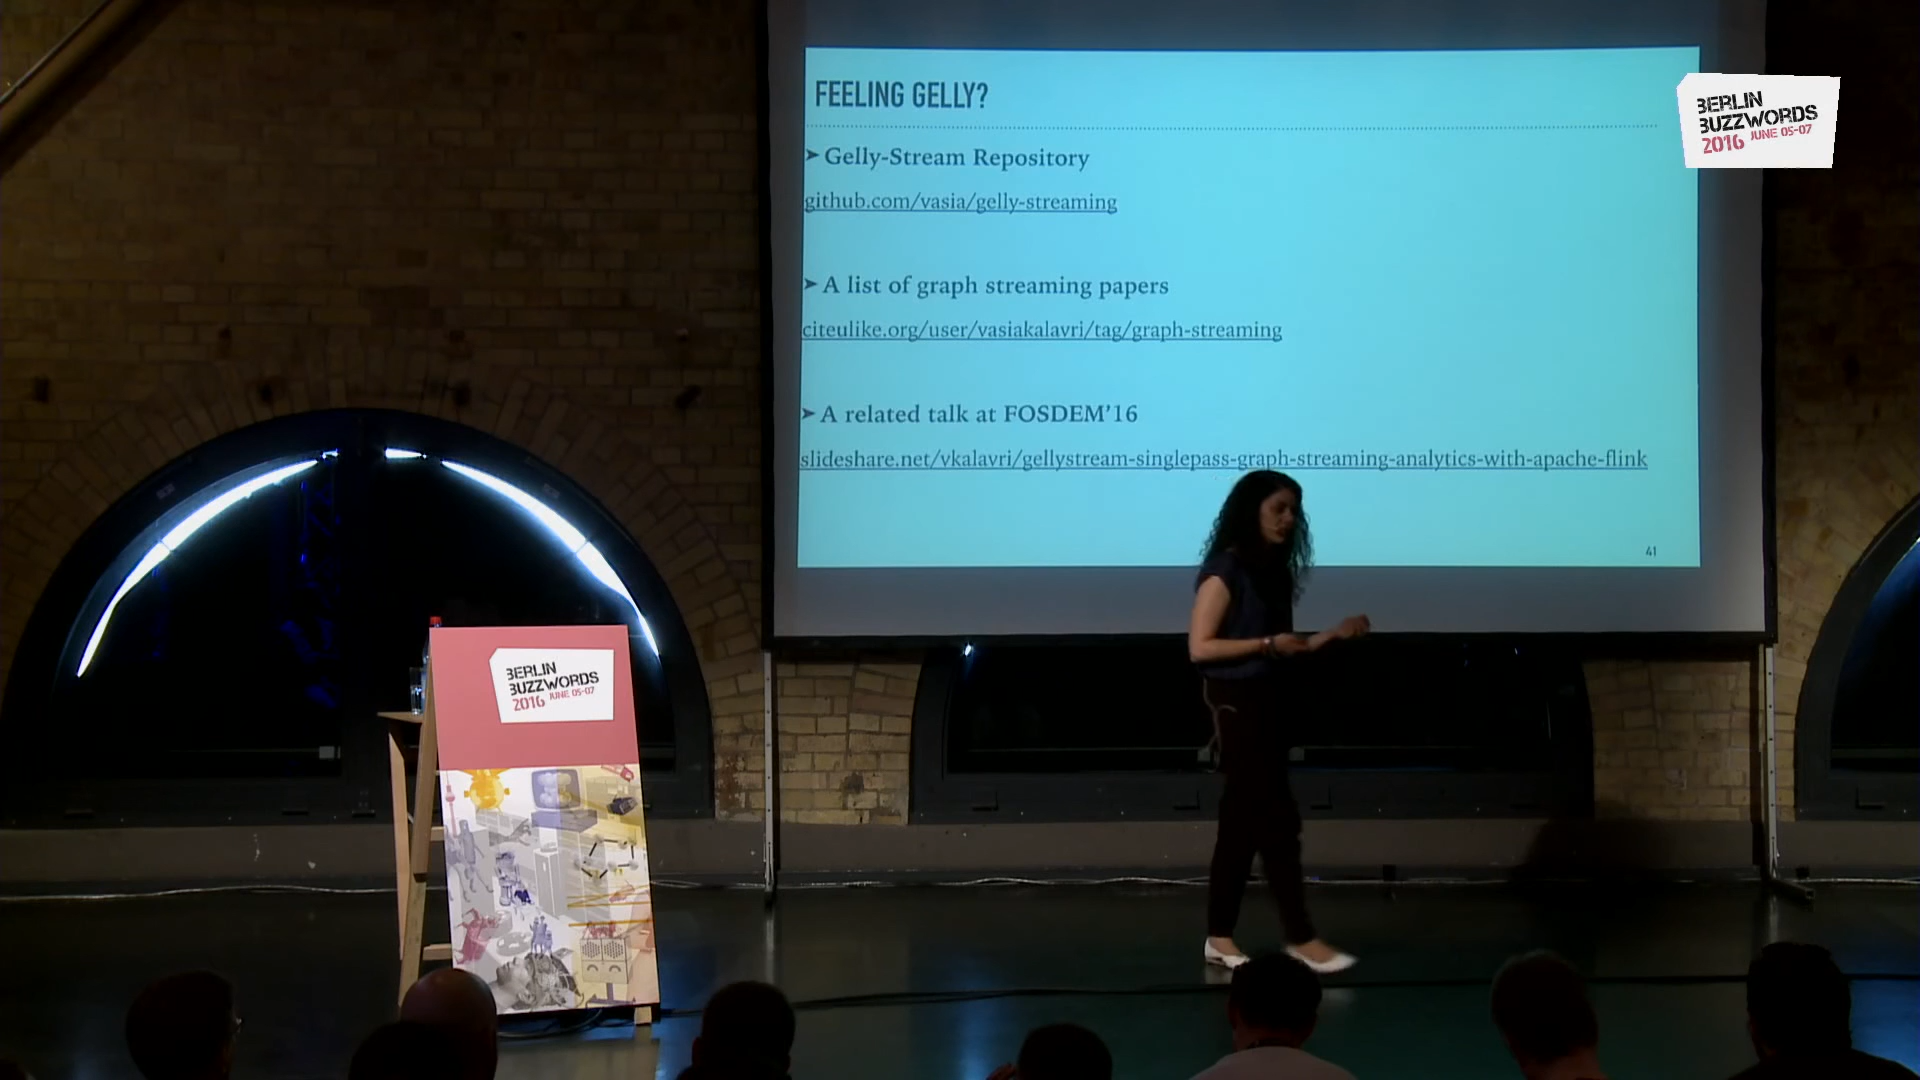 FEELING GELLY?
➤ Gelly-Stream Repository
github.com/vasia/gelly-streaming
➤ A list of graph streaming papers
citeulike.org/user/vasiakalavri/tag/graph-streaming
➤ A related talk at FOSDEM'16
slideshare.net/vkalavri/gellystream-singlepass-graph-streaming-analytics-with-apache-flink
41
BERLIN
BUZZWORDS
2016 JUNE 05-07
BERLIN
BUZZWORDS
2016 JUNE 05-07